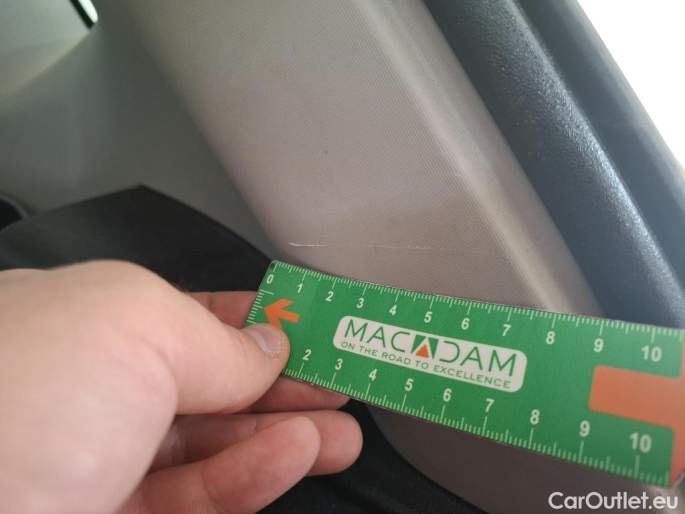 0 1 2 3 4 5 6 7 8 9 10
MACADAM
ON THE ROAD TO EXCELLENCE
2 3 4 5 6 7 8 9 10
CarOutlet.eu